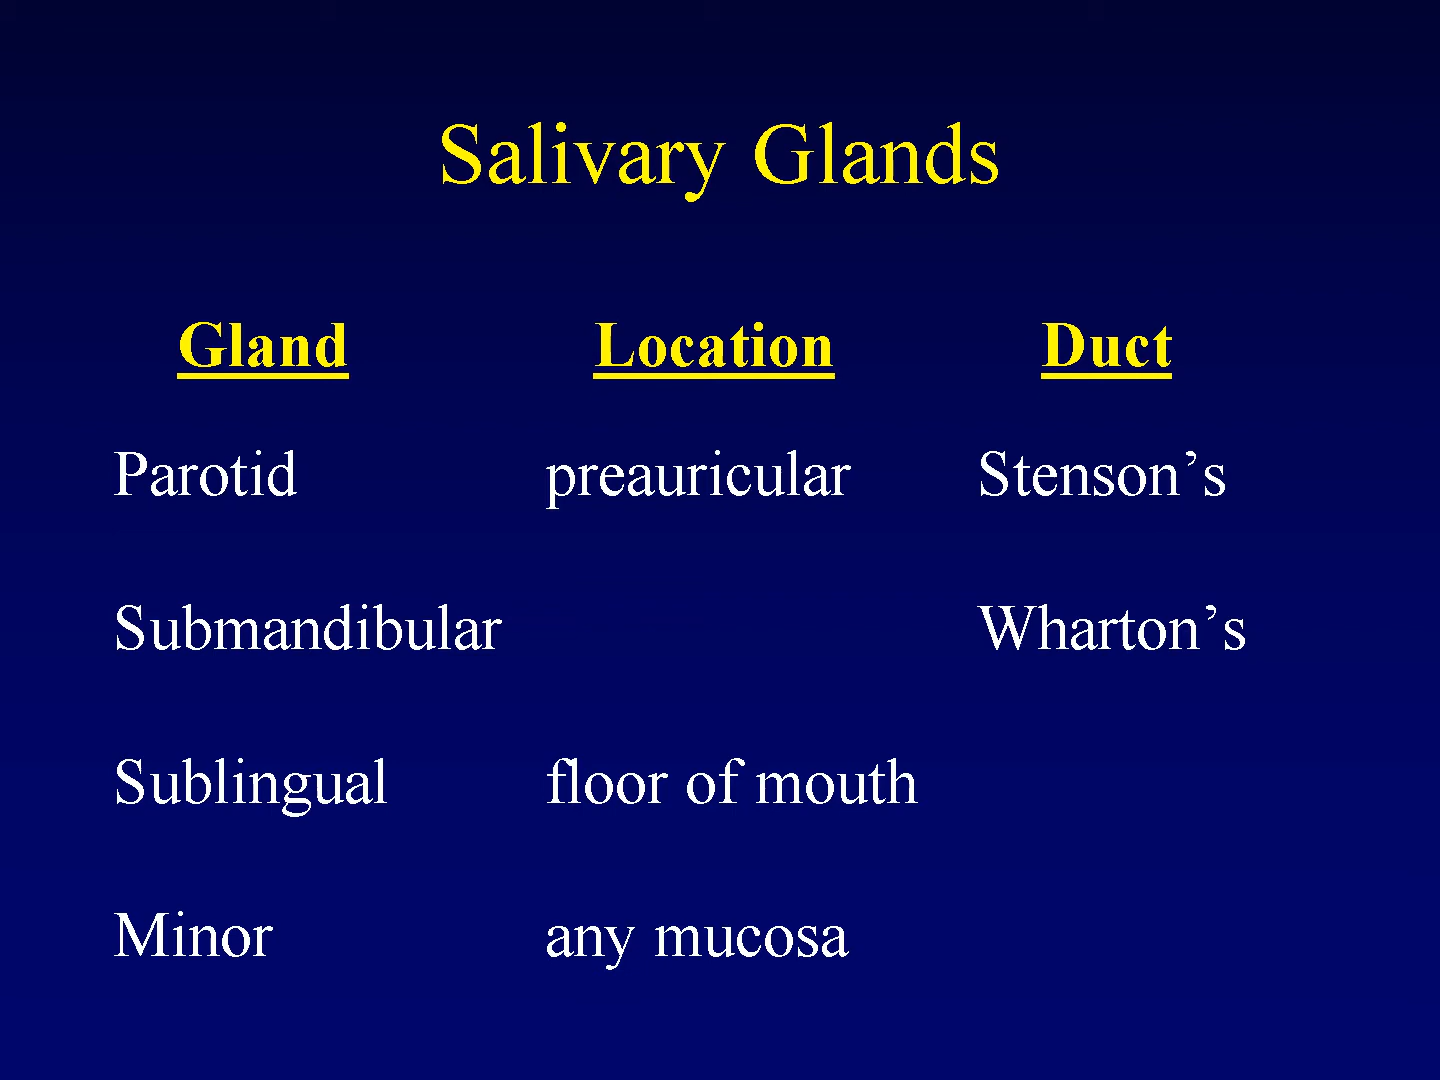 Salivary Glands
Gland Location Duct
Parotid preauricular Stenson’s
Submandibular Wharton’s
Sublingual floor of mouth
Minor any mucosa